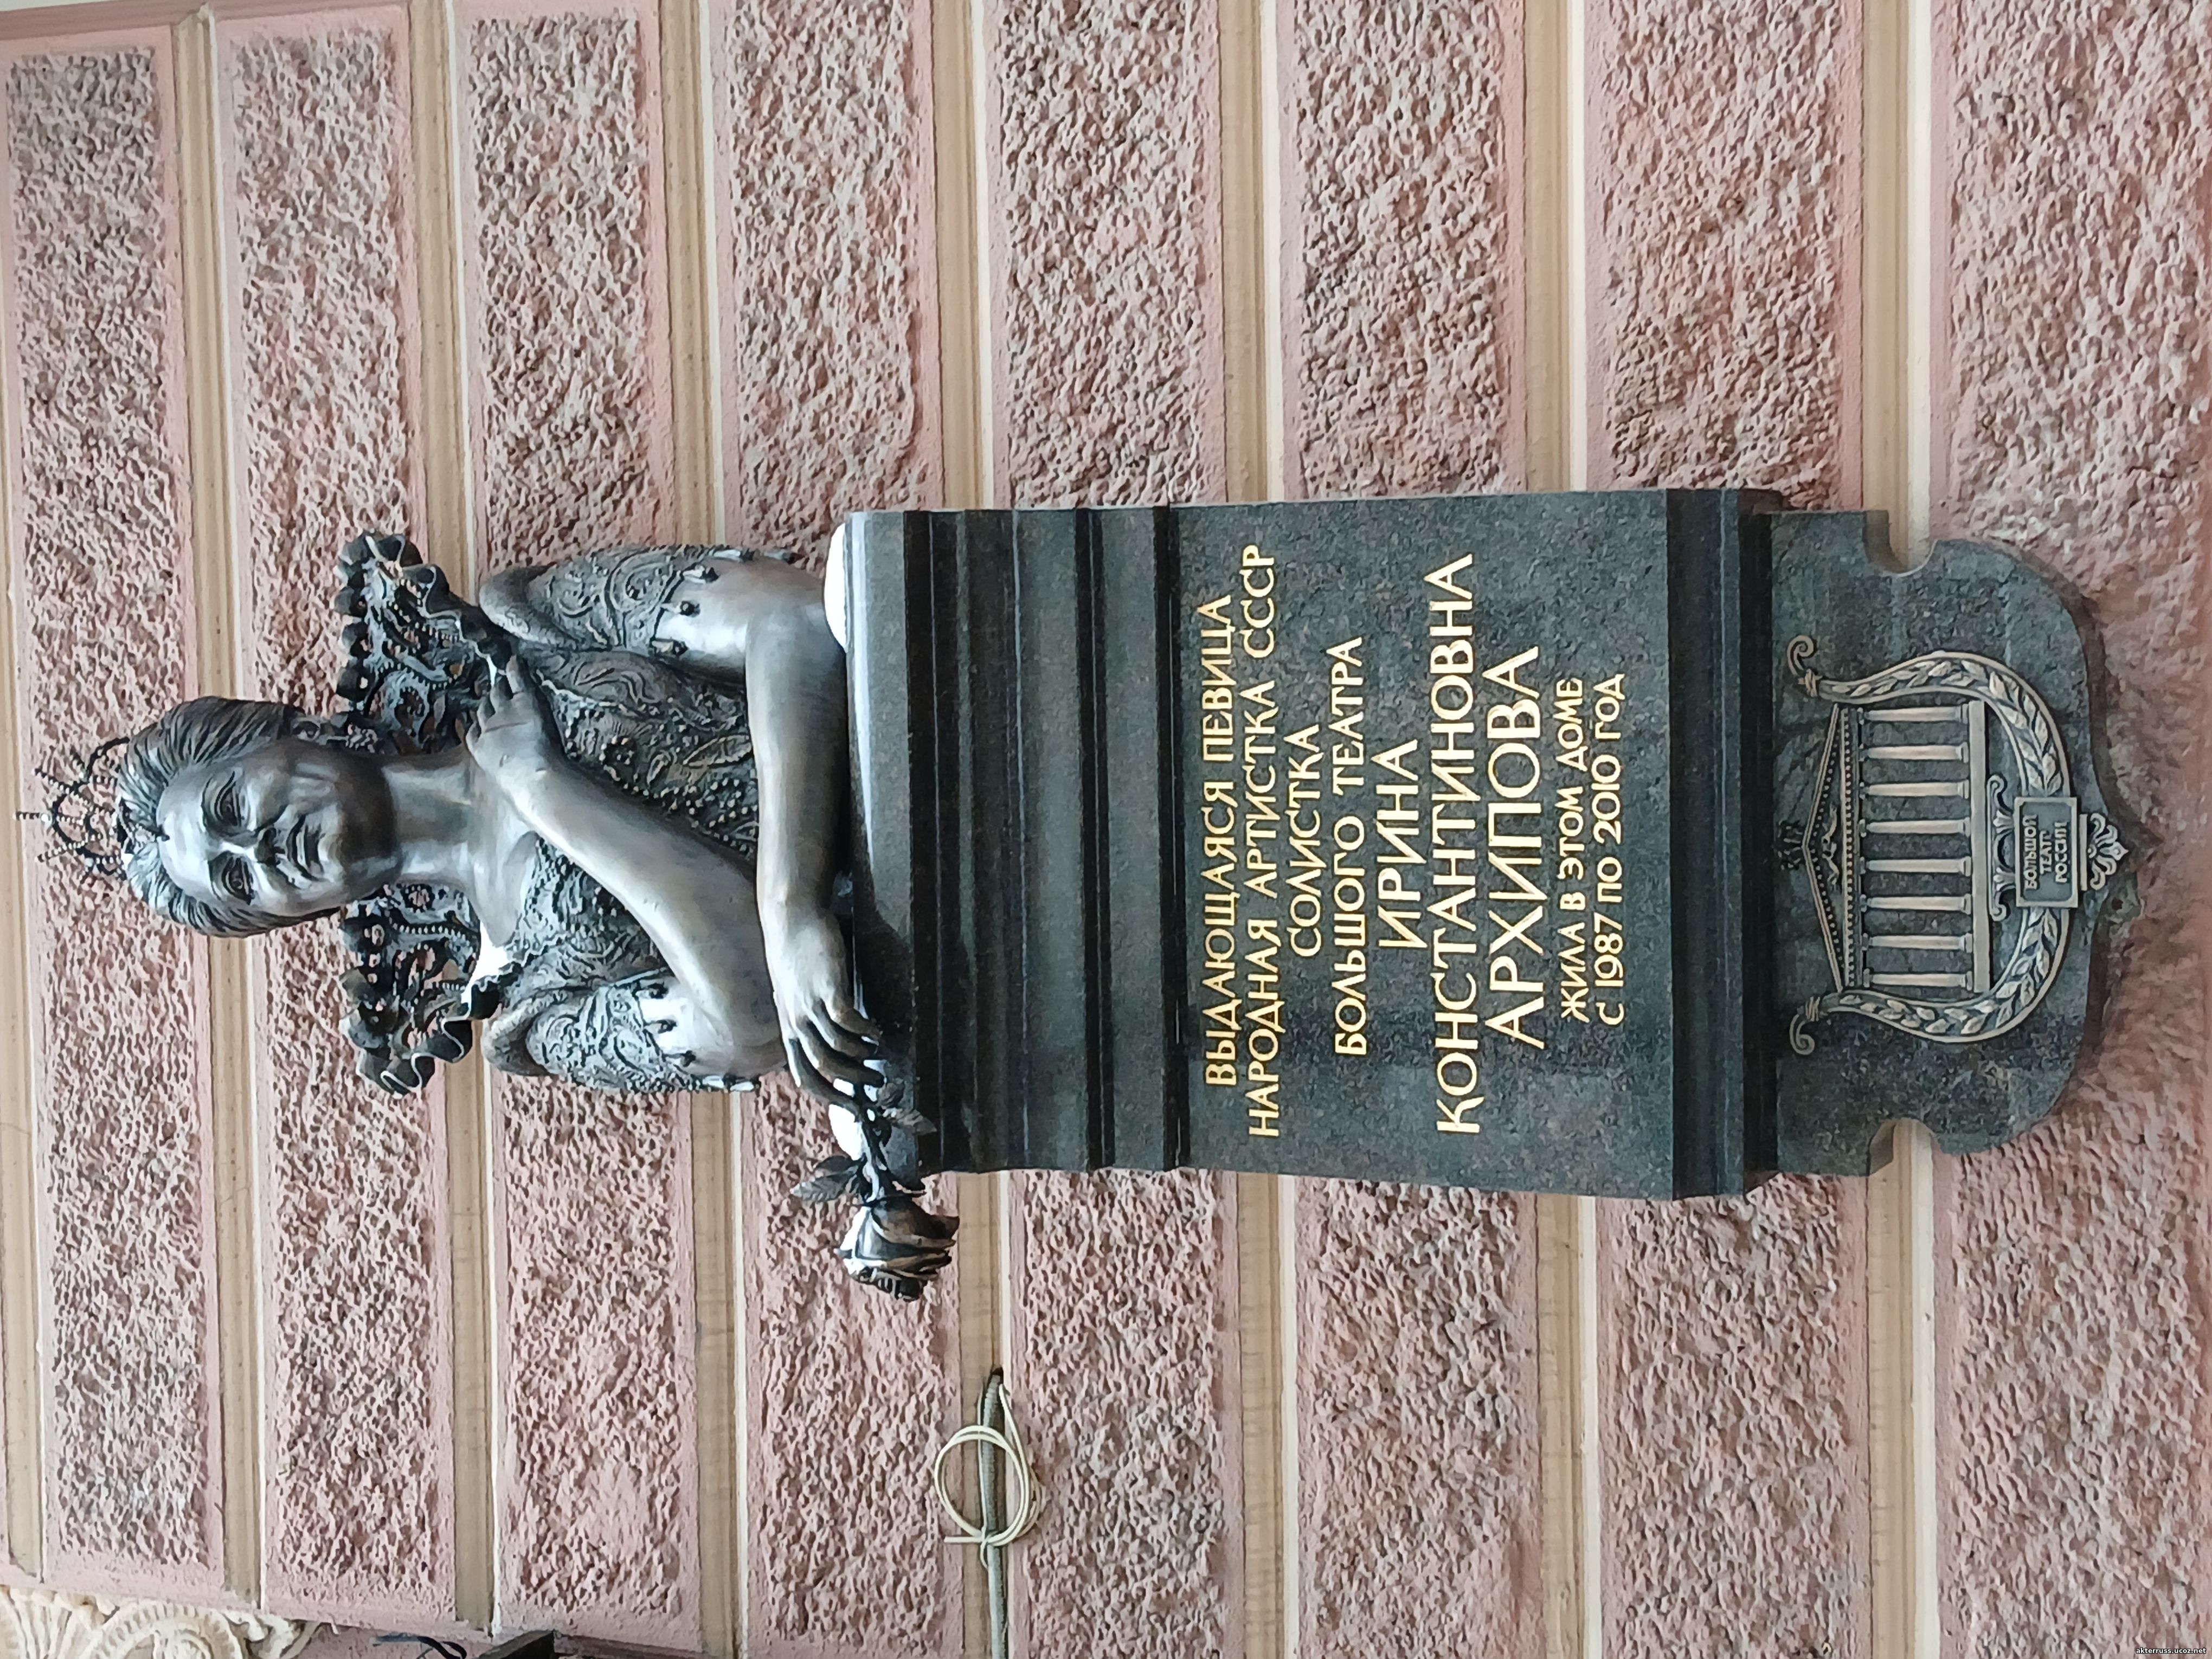 ВЫДАЮЩАЯСЯ ПЕВИЦА
НАРОДНАЯ АРТИСТКА СССР
СОЛИСТКА
БОЛЬШОГО ТЕАТРА
ИРИНА
КОНСТАНТИНОВНА
АРХИПОВА
ЖИЛА В ЭТОМ ДОМЕ
С 1987 ПО 2010 ГОД
БОЛЬШОЙ
ТЕАТР
РОССИИ
akterruss.ucoz.net